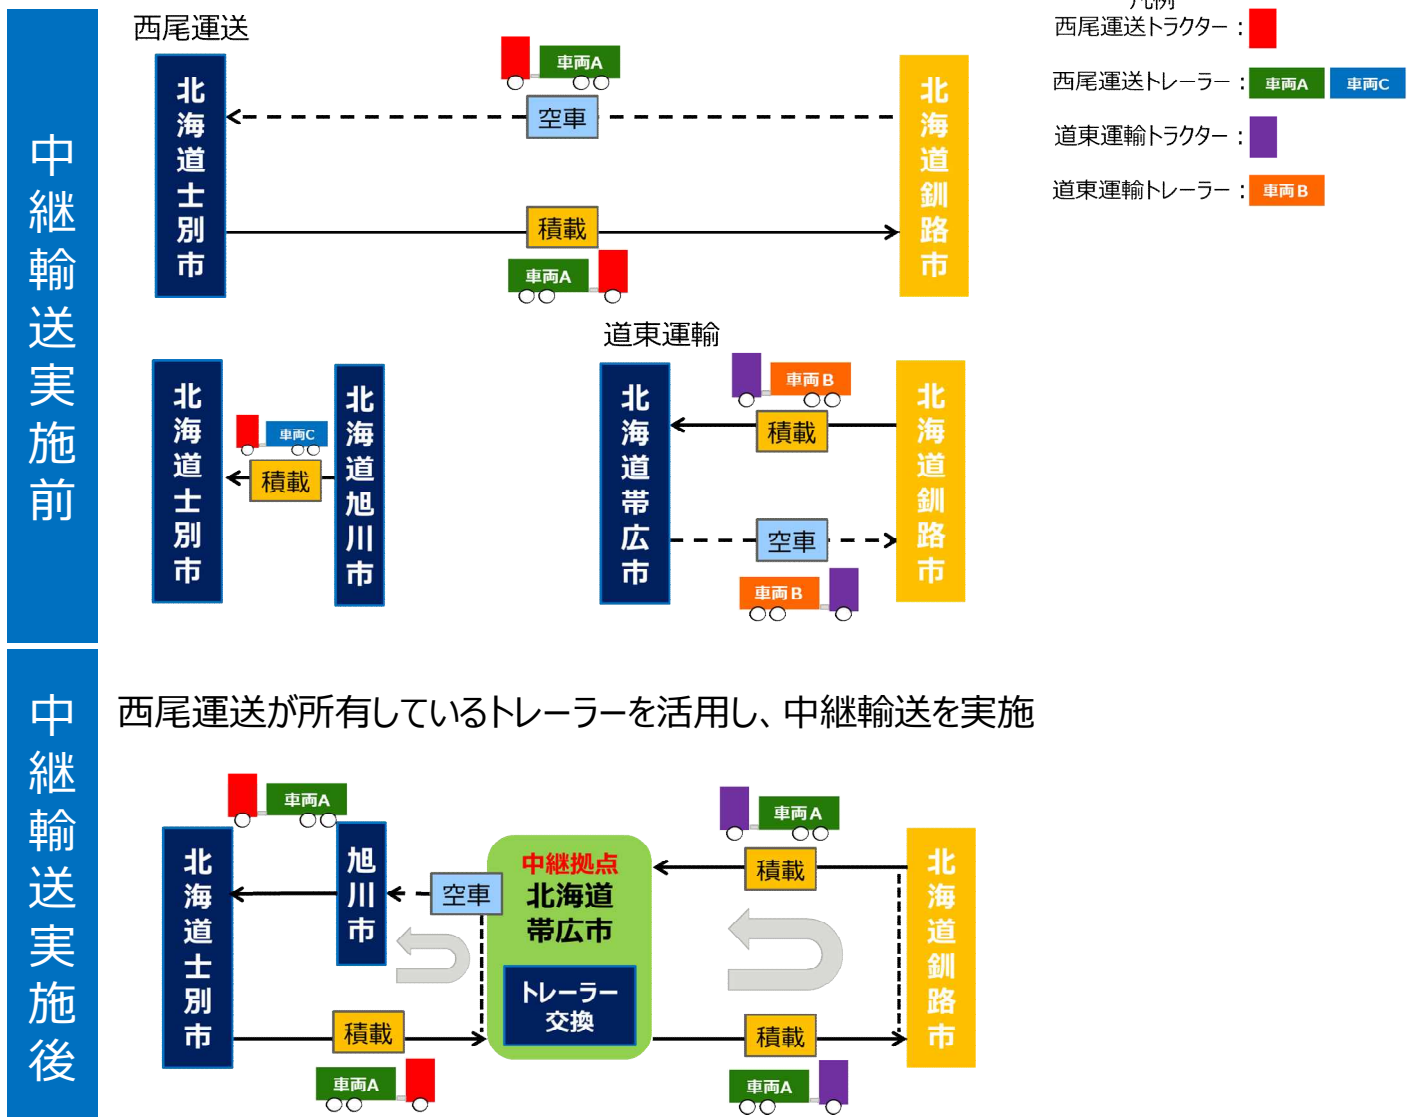 凡例
西尾運送トラクター：
西尾運送トレーラー： 車両A 車両C
道東運輸トラクター：
道東運輸トレーラー： 車両B
中継輸送実施前
西尾運送
北海道士別市
車両A
空車
積載
車両A
北海道釧路市
北海道士別市
車両C
積載
北海道旭川市
道東運輸
北海道帯広市
車両B
積載
空車
車両B
北海道釧路市
中継輸送実施後
西尾運送が所有しているトレーラーを活用し、中継輸送を実施
車両A
北海道士別市
旭川市
空車
積載
車両A
中継拠点
北海道
帯広市
トレーラー
交換
車両A
積載
積載
車両A
北海道釧路市